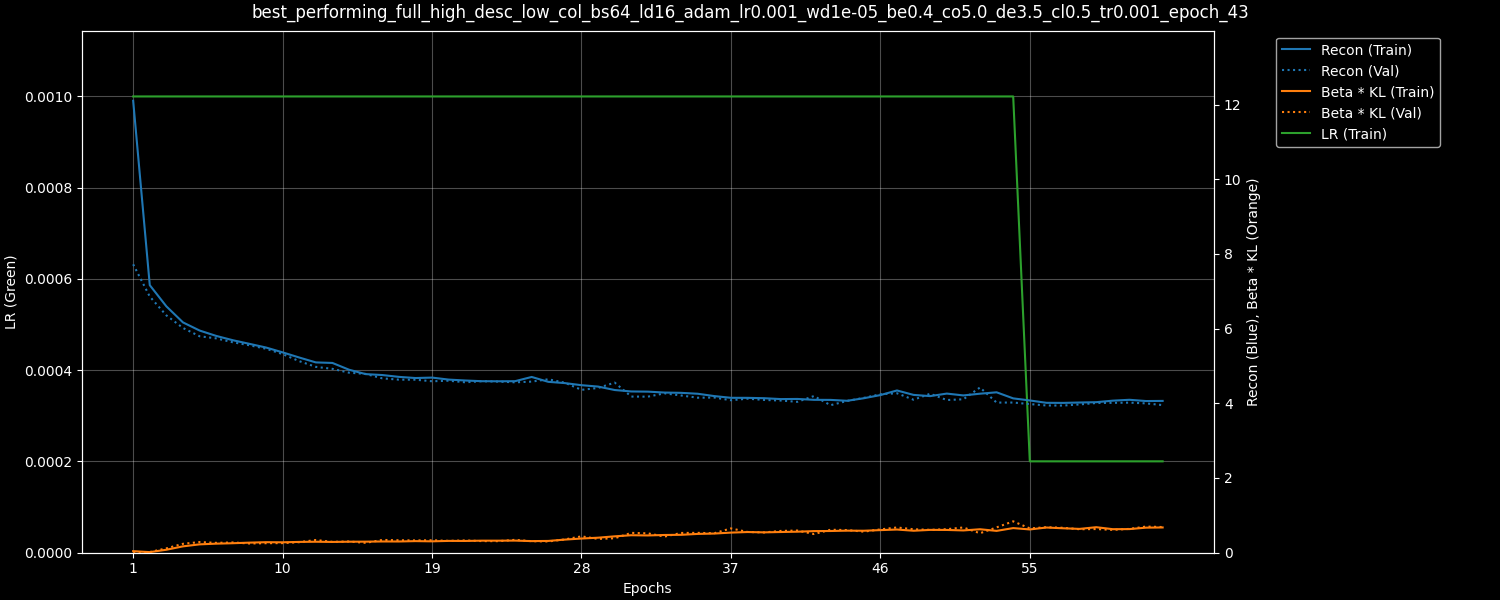 best_performing_full_high_desc_low_col_bs64_ld16_adam_lr0.001_wd1e-05_be0.4_co5.0_de3.5_cl0.5_tr0.001_epoch_43
Recon (Train)
Recon (Val)
Beta * KL (Train)
Beta * KL (Val)
LR (Train)
LR (Green)
0.0010
0.0008
0.0006
0.0004
0.0002
0.0000
12
10
8
6
4
2
0
Recon (Blue), Beta * KL (Orange)
1
10
19
28
37
46
55
Epochs